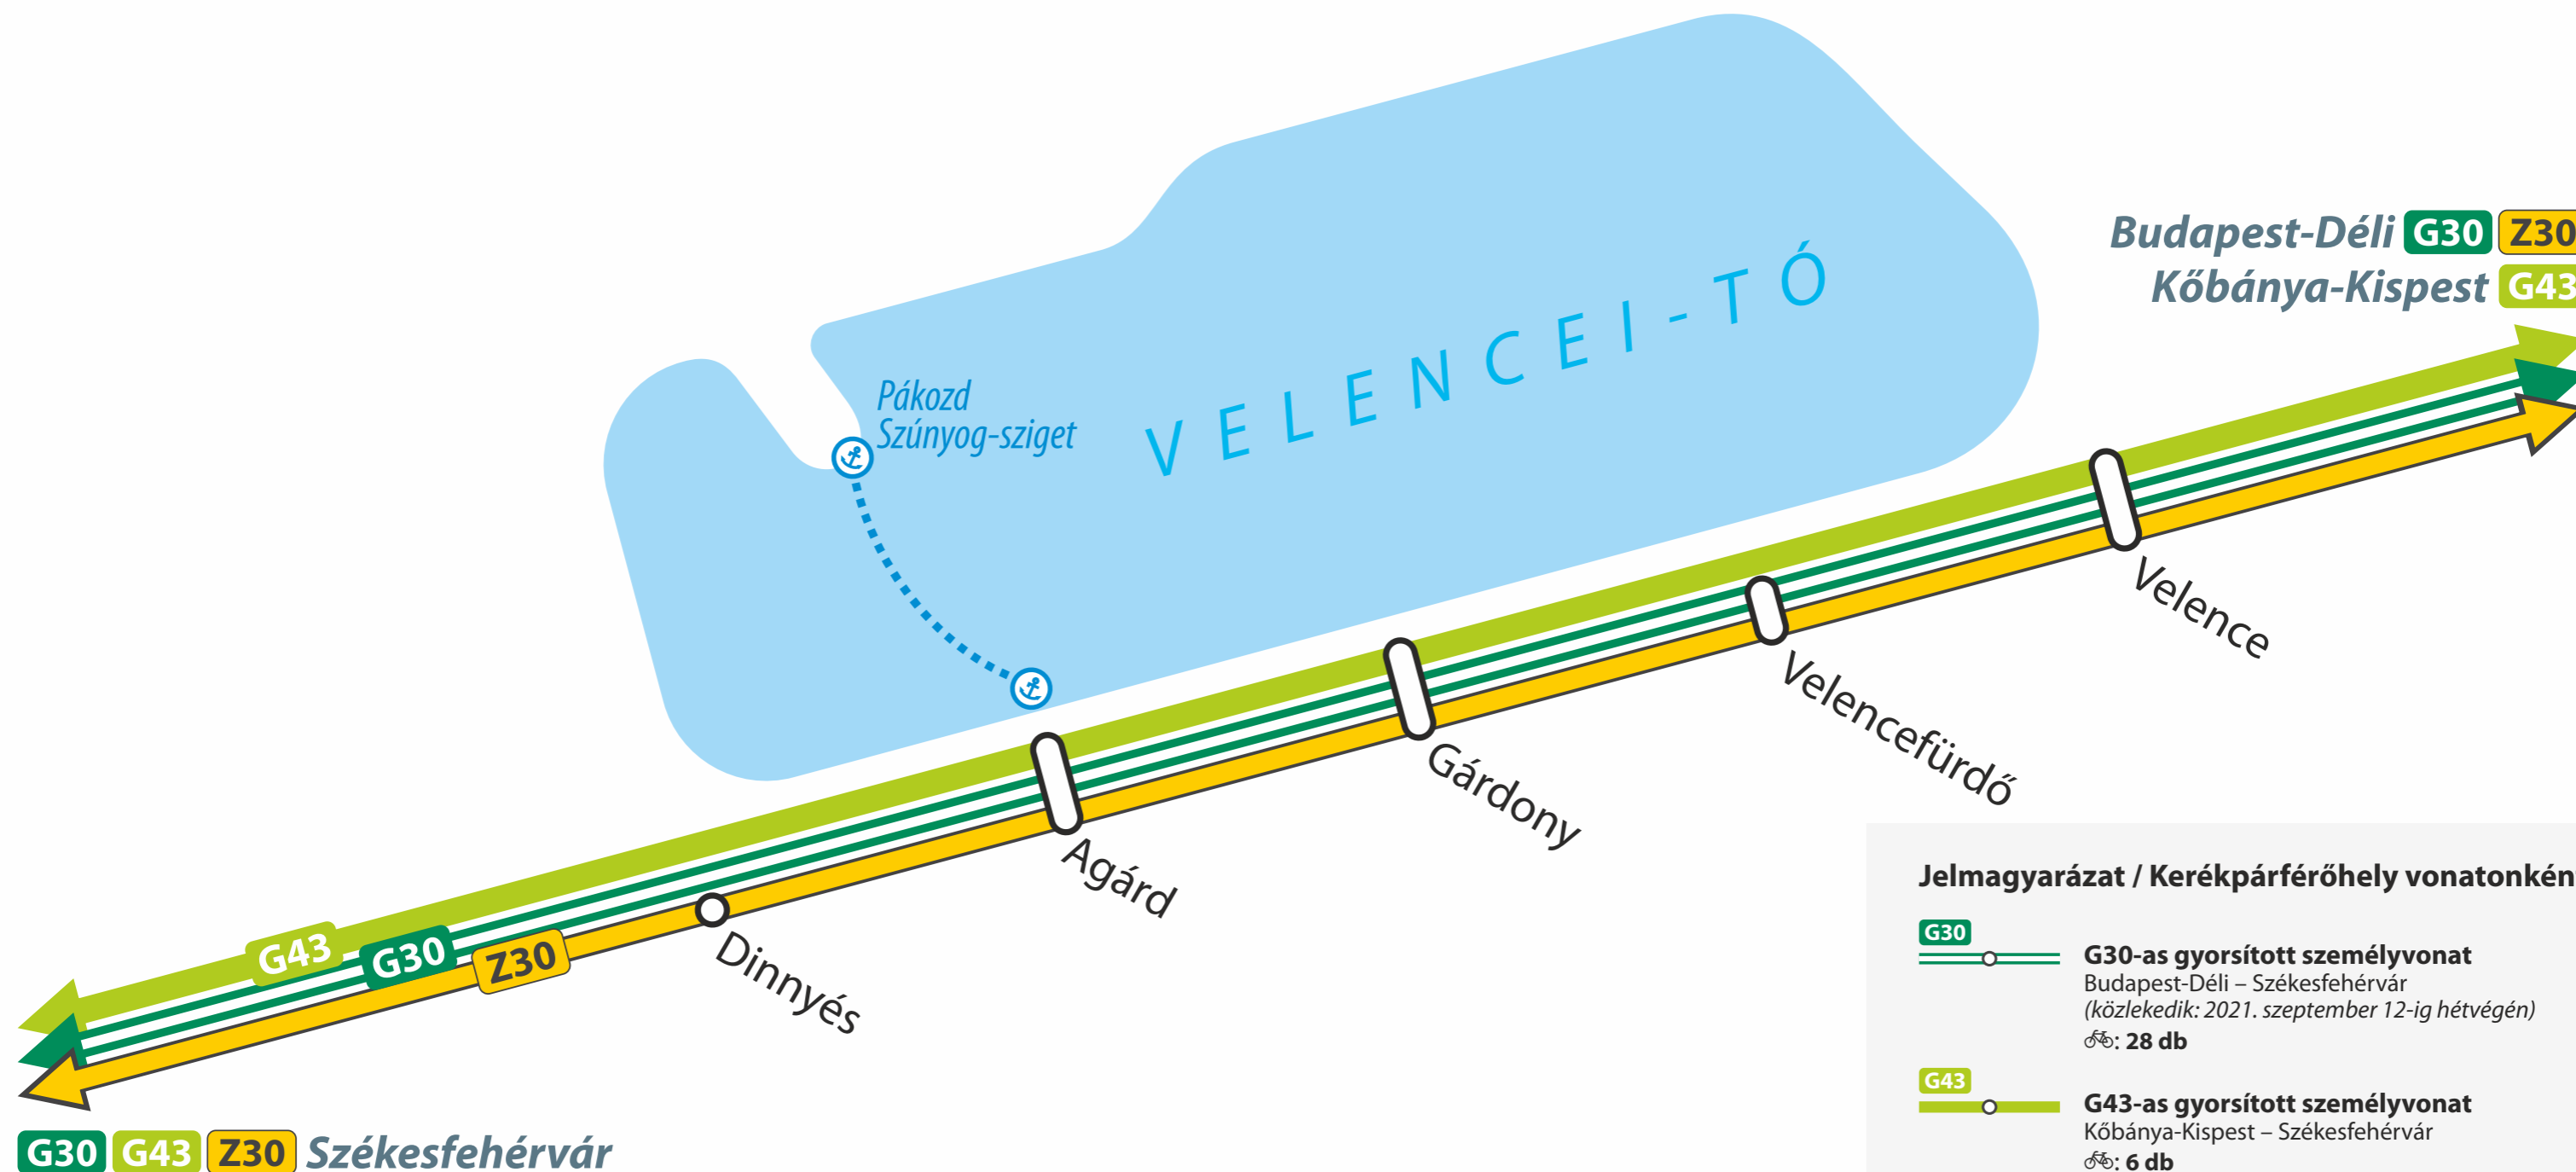 Budapest-Déli G30 Z30
Kőbánya-Kispest G43
Pákozd
Szúnyog-sziget
VELENCEI-TÓ
Velence
Velencefürdő
Gárdony
Agárd
Dinnyés
G43 G30 Z30
G30 G43 Z30 Székesfehérvár
Jelmagyarázat / Kerékpárférőhely vonatonkén
G30
G30-as gyorsított személyvonat
Budapest-Déli – Székesfehérvár
(közlekedik: 2021. szeptember 12-ig hétvégén)
: 28 db
G43
G43-as gyorsított személyvonat
Kőbánya-Kispest – Székesfehérvár
: 6 db